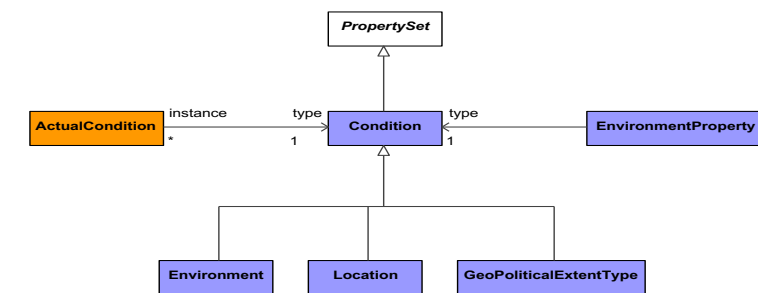 PropertySet
instance type type
ActualCondition Condition EnvironmentProperty
* 1 1
Environment Location GeoPoliticalExtentType